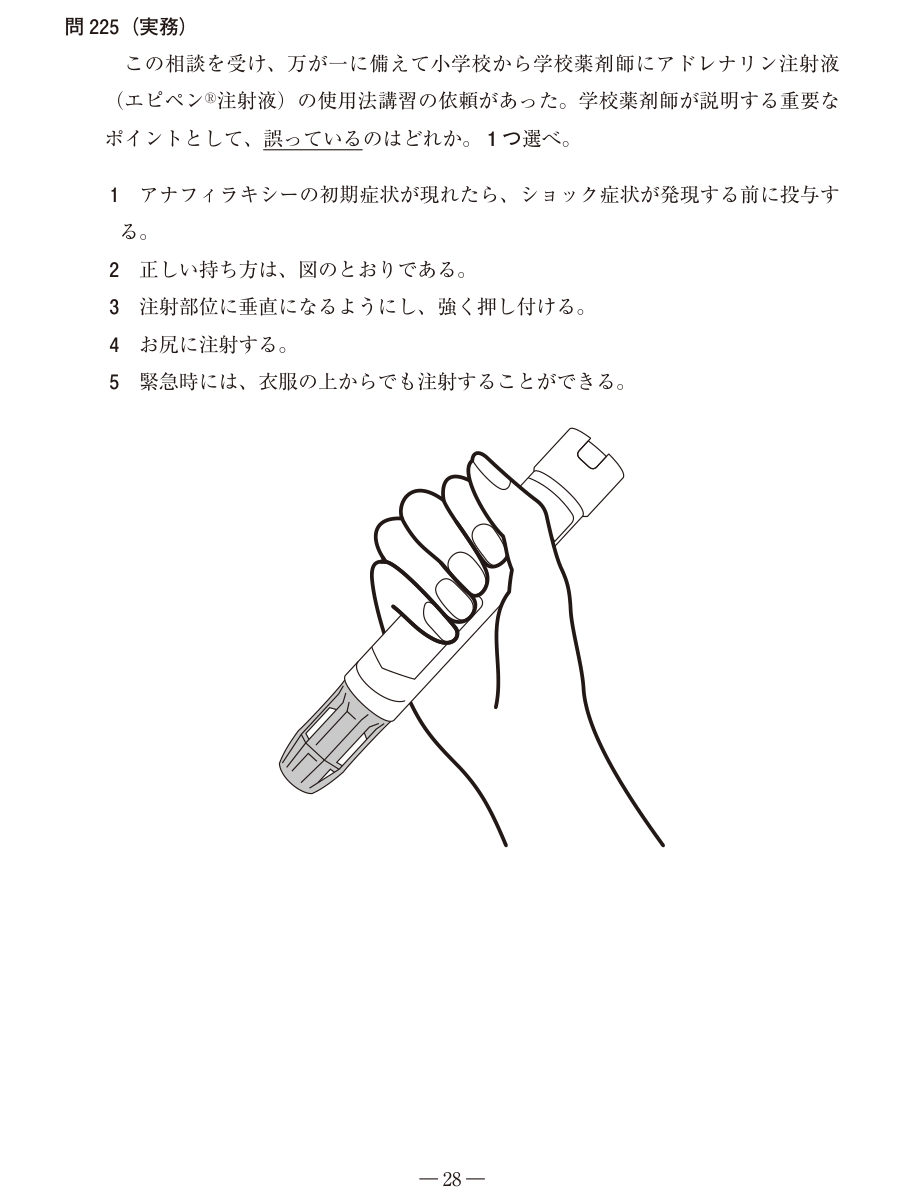 問 225（実務）
この相談を受け、万が一に備えて小学校から学校薬剤師にアドレナリン注射液
（エピペン®注射液）の使用法講習の依頼があった。学校薬剤師が説明する重要な
ポイントとして、誤っているのはどれか。1つ選べ。
1 アナフィラキシーの初期症状が現れたら、ショック症状が発現する前に投与す
る。
2 正しい持ち方は、図のとおりである。
3 注射部位に垂直になるようにし、強く押し付ける。
4 お尻に注射する。
5 緊急時には、衣服の上からでも注射することができる。
― 28 ―